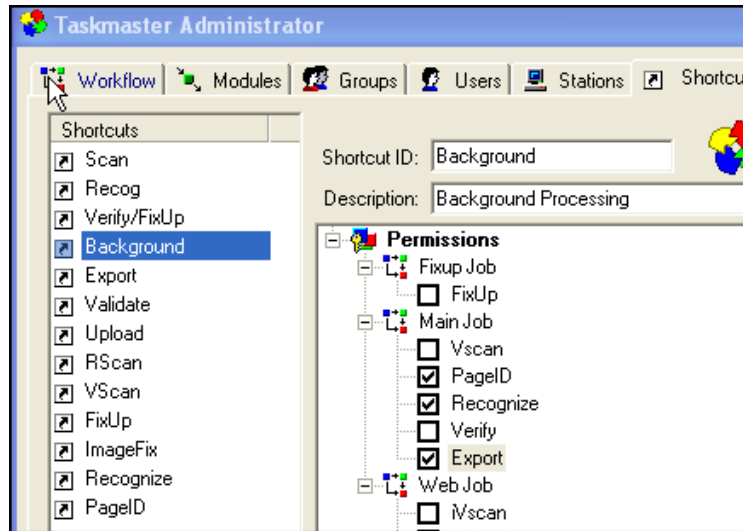 Taskmaster Administrator
Workflow Modules Groups Users Stations Shortcu
Shortcuts
Scan
Recog
Verify/FixUp
Background
Export
Validate
Upload
RScan
VScan
FixUp
ImageFix
Recognize
PageID
Shortcut ID: Background
Description: Background Processing
Permissions
Fixup Job
FixUp
Main Job
Vscan
PageID
Recognize
Verify
Export
Web Job
iVscan